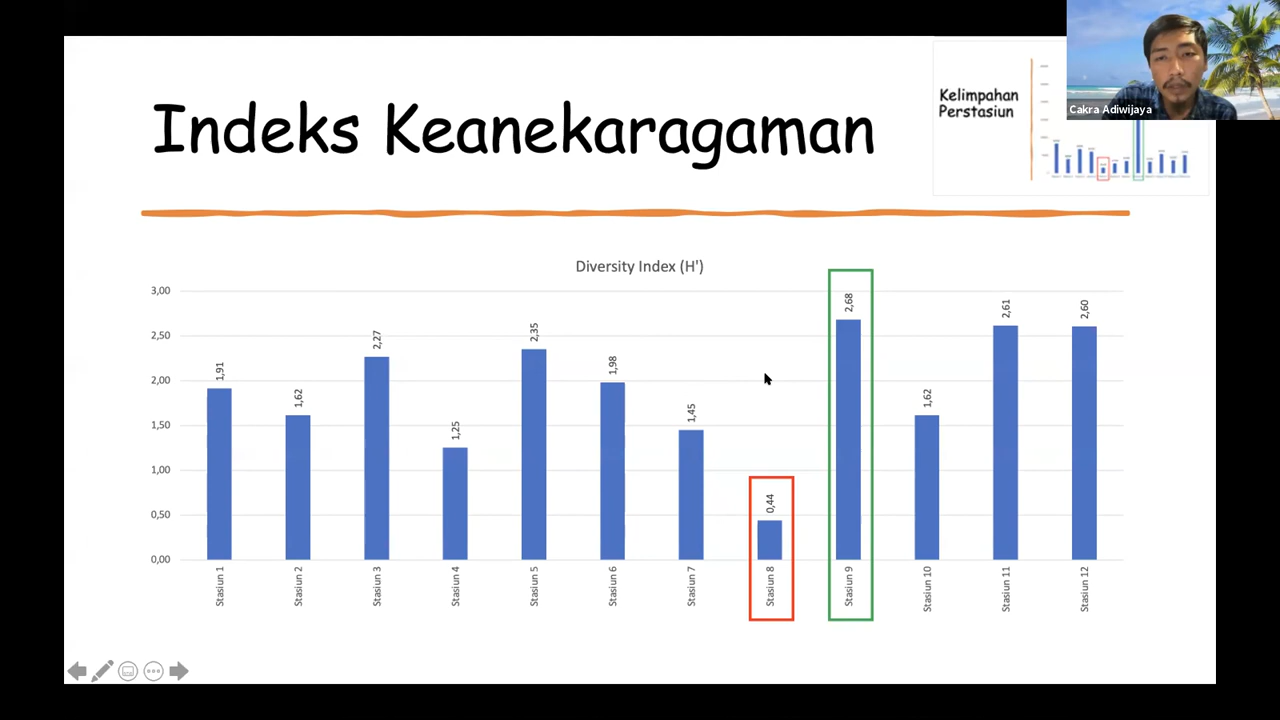 Indeks Keanekaragaman
Kelimpahan
Perstasiun
Cakra Adiwijaya
Diversity Index (H')
3,00
2,50
2,00
1,50
1,00
0,50
0,00
1,91
1,62
2,27
1,25
2,35
1,98
1,45
0,44
2,68
1,62
2,61
2,60
Stasiun 1
Stasiun 2
Stasiun 3
Stasiun 4
Stasiun 5
Stasiun 6
Stasiun 7
Stasiun 8
Stasiun 9
Stasiun 10
Stasiun 11
Stasiun 12